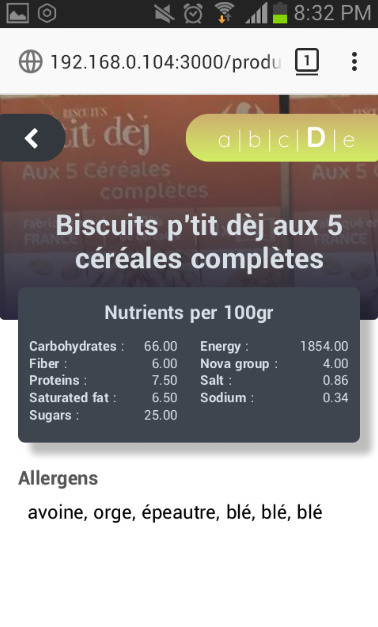 8:32 PM
192.168.0.104:3000/produ
1
BISCUITS
tit dèj
a|b|c|D|e
Aux 5 Céréales
complètes
Biscuits p'tit dèj aux 5
céréales complètes
Nutrients per 100gr
Carbohydrates : 66.00 Energy : 1854.00
Fiber : 6.00 Nova group : 4.00
Proteins : 7.50 Salt : 0.86
Saturated fat : 6.50 Sodium : 0.34
Sugars : 25.00
Allergens
avoine, orge, épeautre, blé, blé, blé